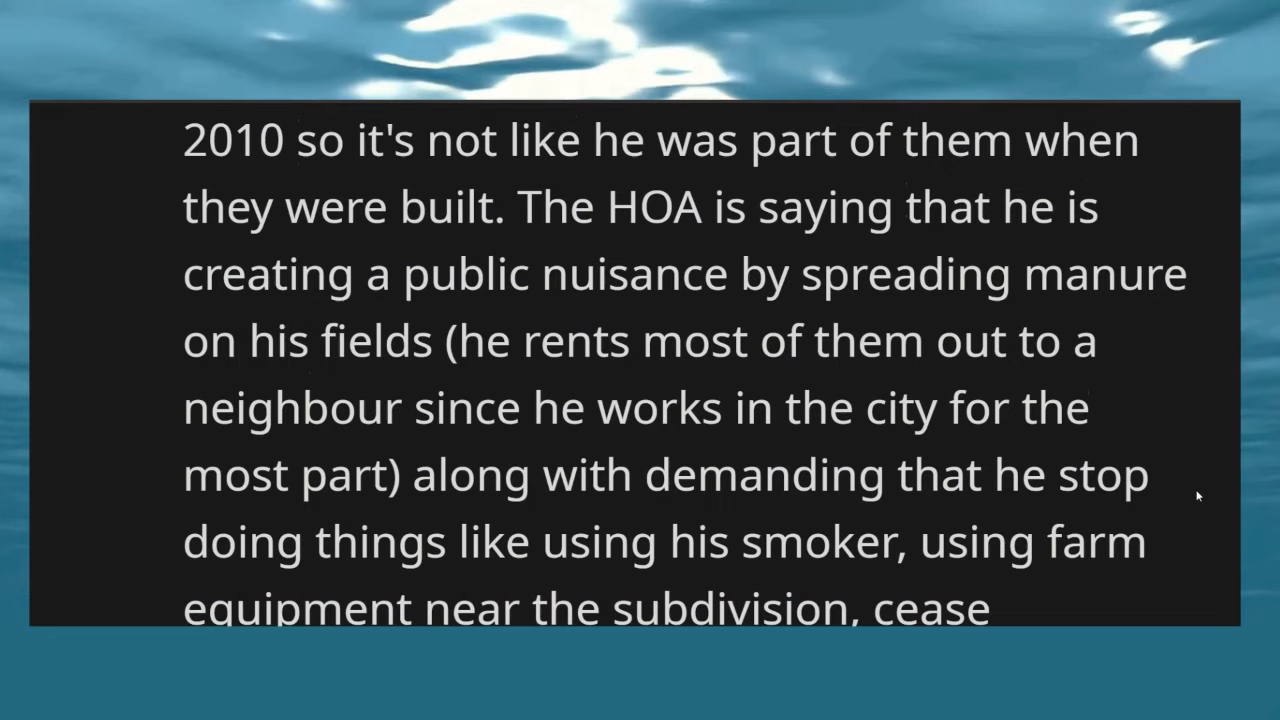 2010 so it's not like he was part of them when
they were built. The HOA is saying that he is
creating a public nuisance by spreading manure
on his fields (he rents most of them out to a
neighbour since he works in the city for the
most part) along with demanding that he stop
doing things like using his smoker, using farm
equipment near the subdivision, cease